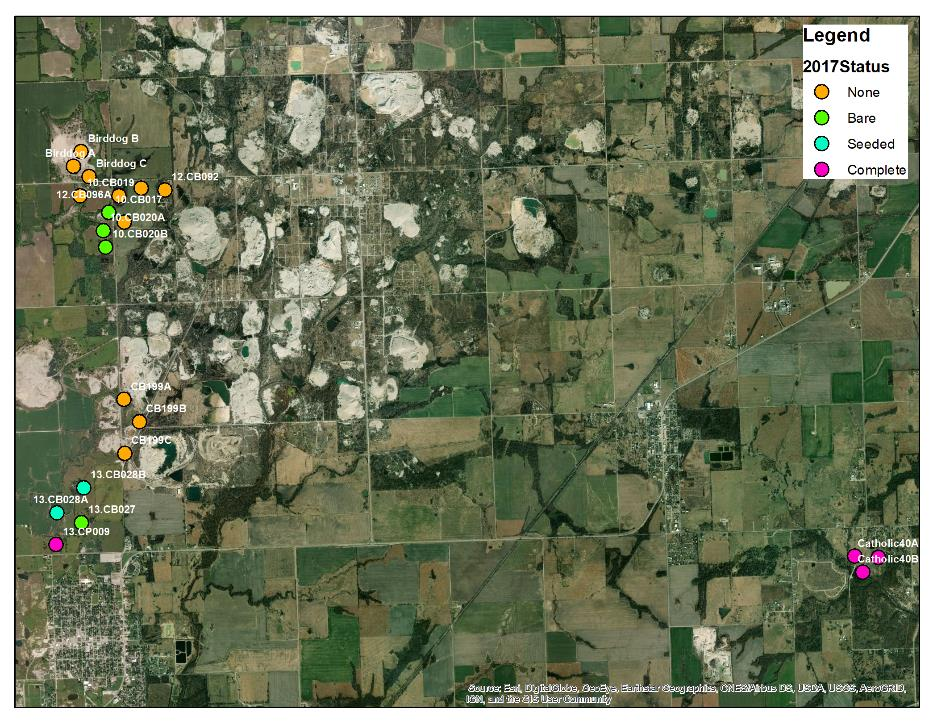 Legend
2017Status
None
Bare
Seeded
Complete
Birddog B
Birddog A
Birddog C
10.CB019
12.CB092
12.CB096A
10.CB017
10.CB020A
10.CB020B
CB199A
CB199B
CB199C
13.CB028B
13.CB028A
13.CB027
13.CP009
Catholic40A
Catholic40B
Source: Esri, DigitalGlobe, GeoEye, Earthstar Geographics, CNES/Airbus DS, USDA, USGS, AeroGRID,
IGN, and the GIS User Community